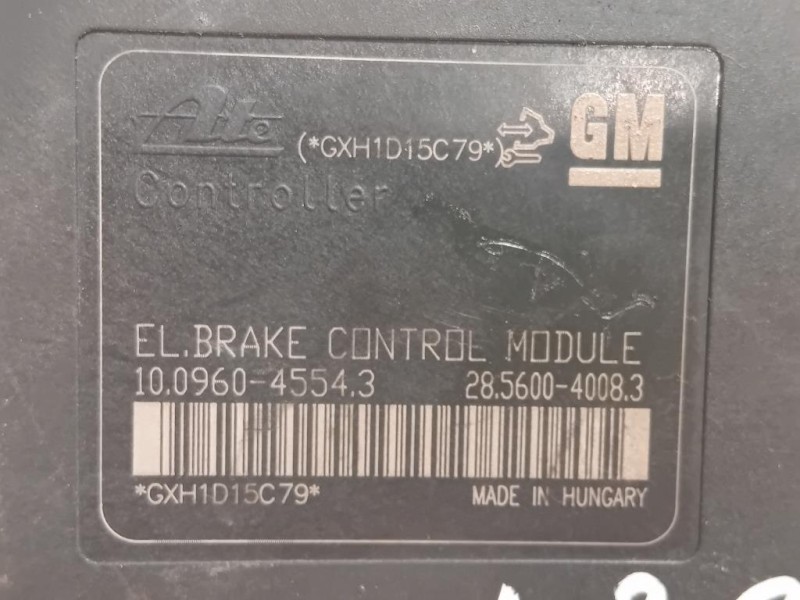 Ate
(*GXH1D15C79*)
GM
Controller
EL.BRAKE CONTROL MODULE
10.0960-4554.3 28.5600-4008.3
*GXH1D15C79* MADE IN HUNGARY